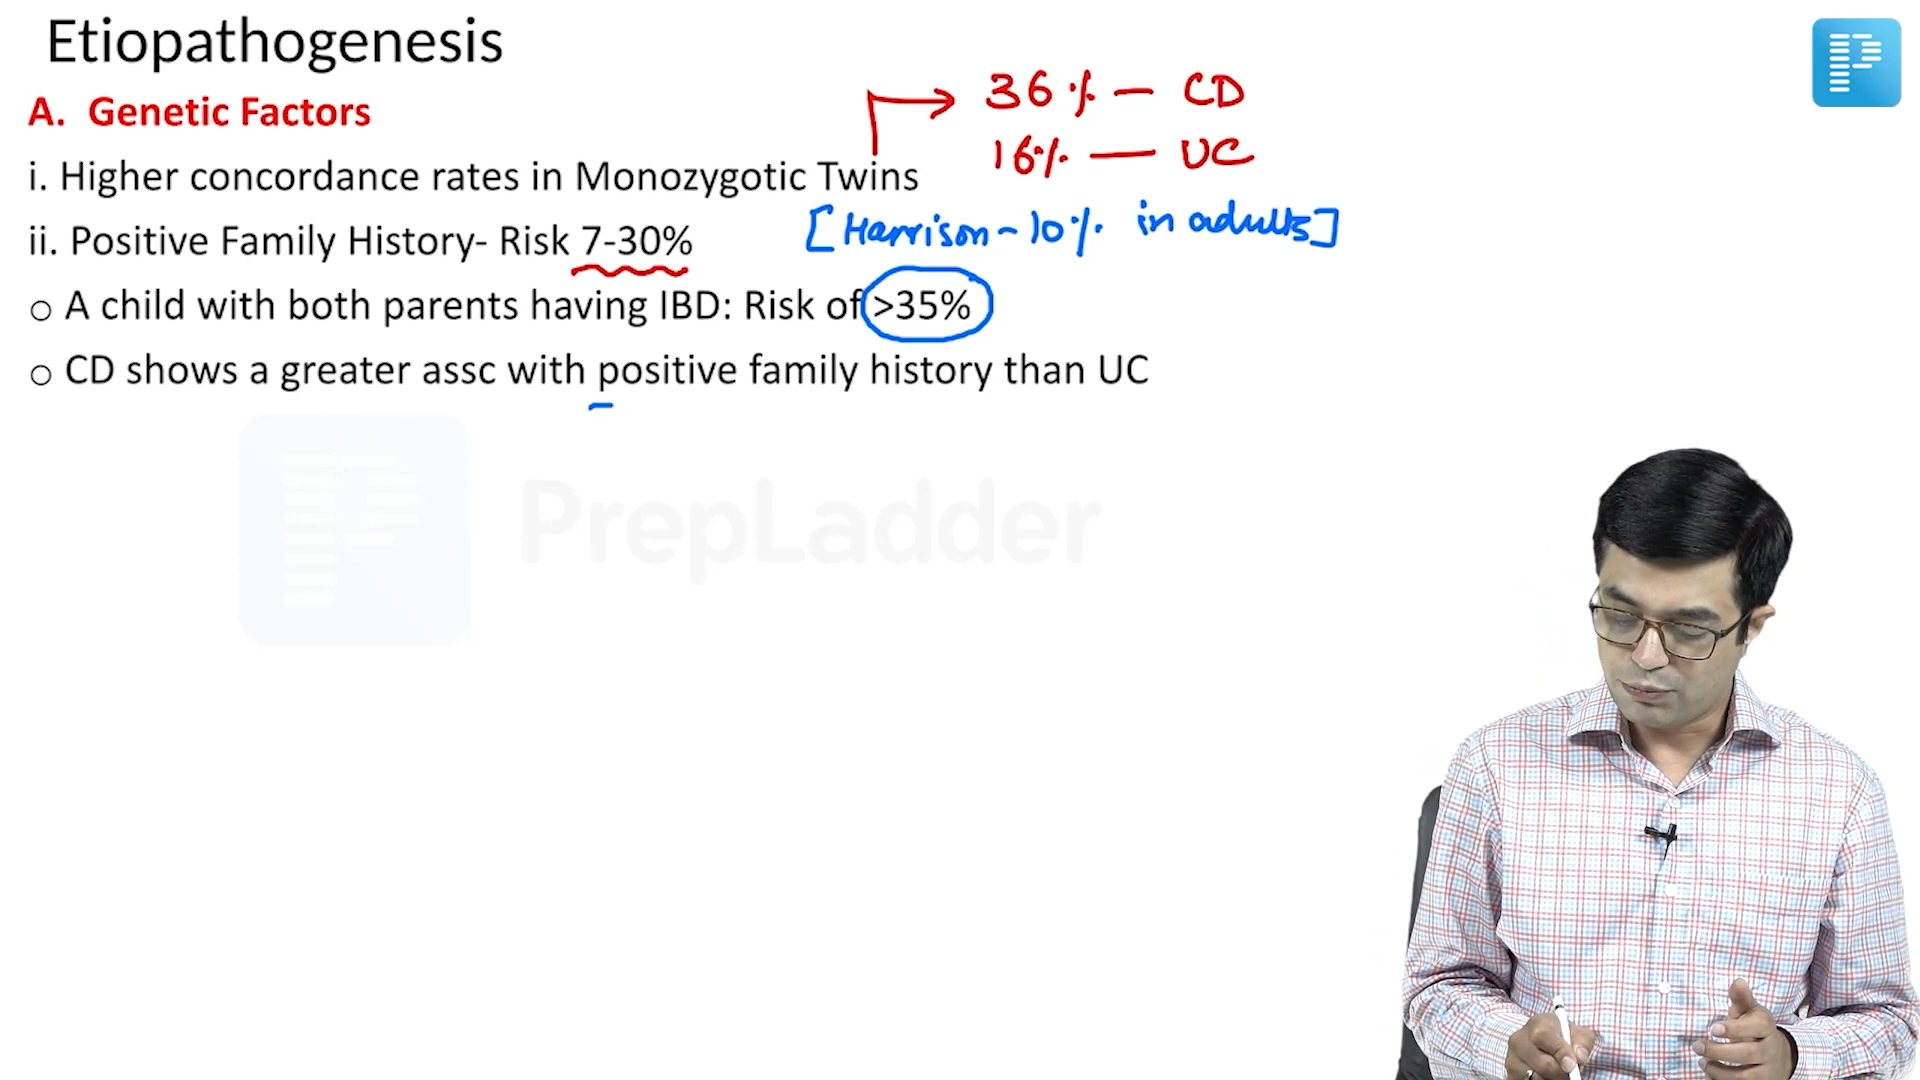 Etiopathogenesis
A. Genetic Factors
36% — CD
16% — UC
i. Higher concordance rates in Monozygotic Twins
ii. Positive Family History- Risk 7-30%
[Harrison - 10% in adults]
o A child with both parents having IBD: Risk of >35%
o CD shows a greater assc with positive family history than UC
PrepLadder